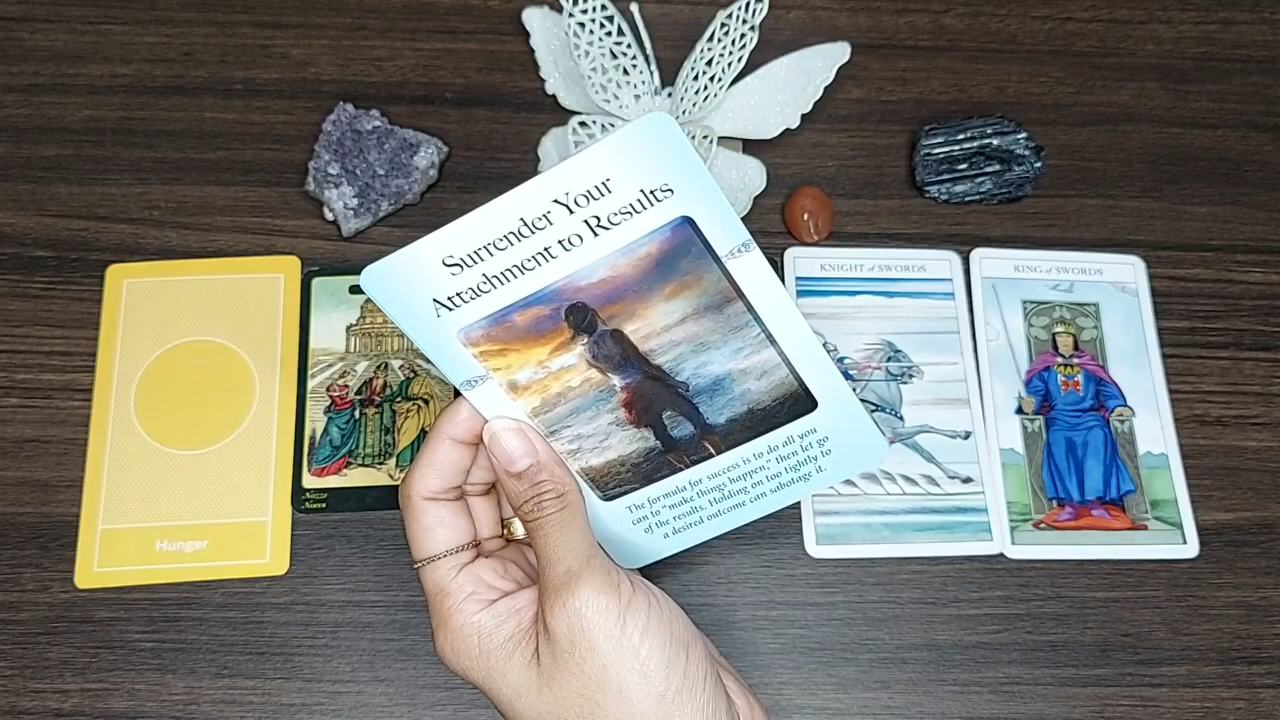 Surrender Your
Attachment to Results
The formula for success is to do all you
can to “make things happen,” then let go
of the results. Holding on too tightly to
a desired outcome can sabotage it.
Hunger
Nozze
Noces
KNIGHT of SWORDS
KING of SWORDS